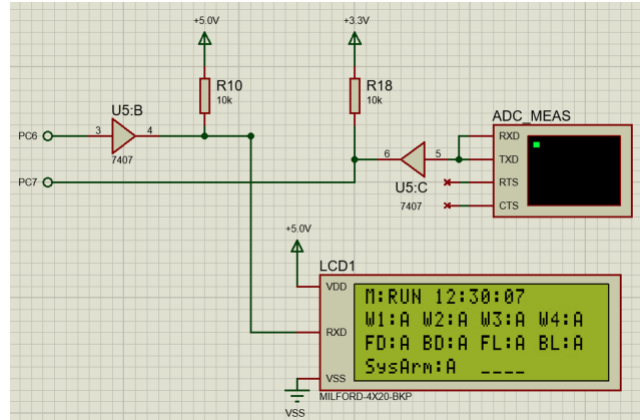 +5.0V
+3.3V
R10
10k
R18
10k
U5:B
ADC_MEAS
PC6
3
4
7407
6
5
RXD
TXD
RTS
CTS
PC7
U5:C
7407
+5.0V
LCD1
VDD
RXD
VSS
M:RUN 12:30:07
W1:A W2:A W3:A W4:A
FD:A BD:A FL:A BL:A
SysArm:A ____
VSS
MILFORD-4X20-BKP